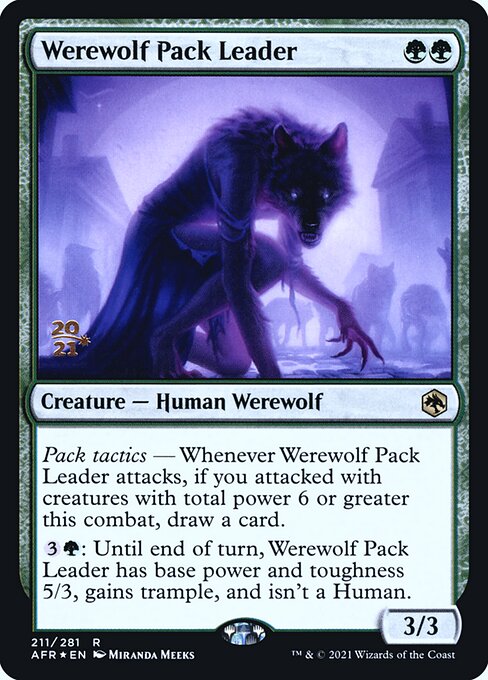 Werewolf Pack Leader
20
21
Creature — Human Werewolf
Pack tactics — Whenever Werewolf Pack
Leader attacks, if you attacked with
creatures with total power 6 or greater
this combat, draw a card.
3: Until end of turn, Werewolf Pack
Leader has base power and toughness
5/3, gains trample, and isn't a Human.
3/3
211/281 R
AFR★EN Miranda Meeks
™ & © 2021 Wizards of the Coast